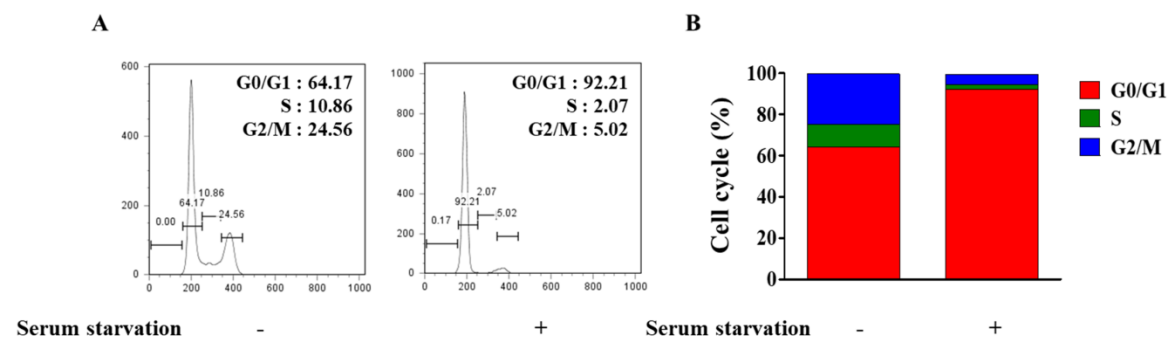 A
600
400
200
0
0 200 400 600 800 1000
G0/G1 : 64.17
S : 10.86
G2/M : 24.56
0.00
64.17
10.86
24.56
1000
800
600
400
200
0
0 200 400 600 800 1000
G0/G1 : 92.21
S : 2.07
G2/M : 5.02
0.17
92.21
2.07
5.02
Serum starvation - +
B
Cell cycle (%)
100
80
60
40
20
0
G0/G1
S
G2/M
Serum starvation - +